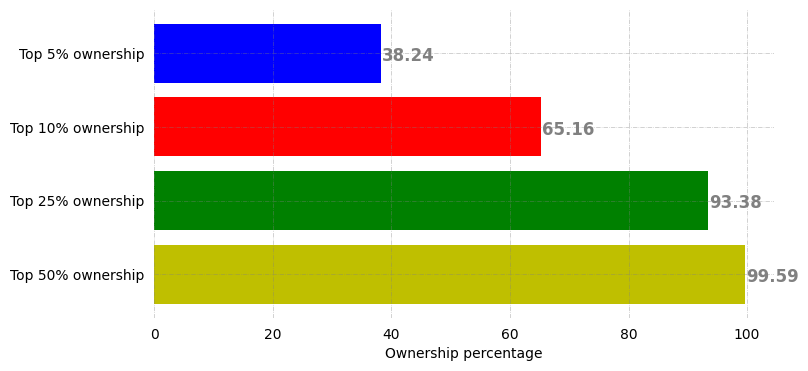 Top 5% ownership 38.24
Top 10% ownership 65.16
Top 25% ownership 93.38
Top 50% ownership 99.59
0 20 40 60 80 100
Ownership percentage